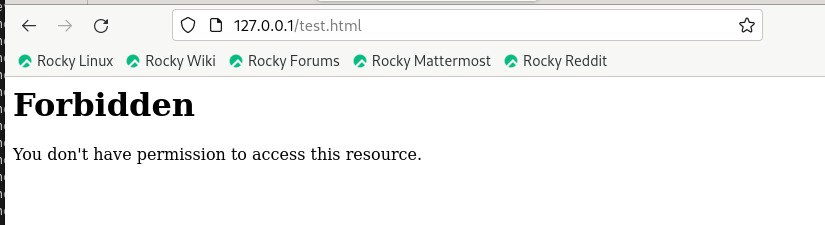 127.0.0.1/test.html
Rocky Linux Rocky Wiki Rocky Forums Rocky Mattermost Rocky Reddit
Forbidden
You don't have permission to access this resource.